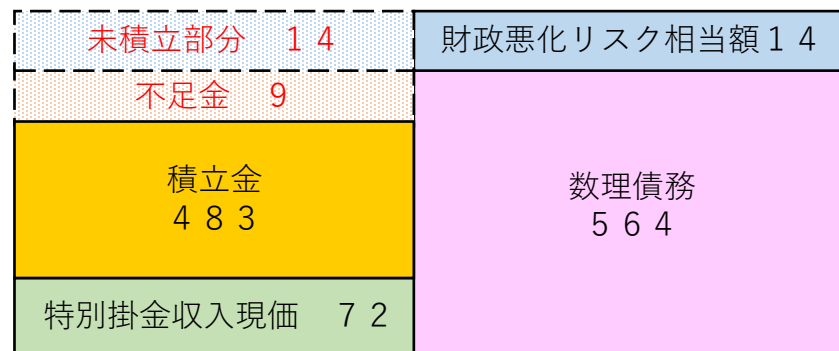 未積立部分　１４
財政悪化リスク相当額１４
不足金　９
積立金
４８３
数理債務
５６４
特別掛金収入現価　７２